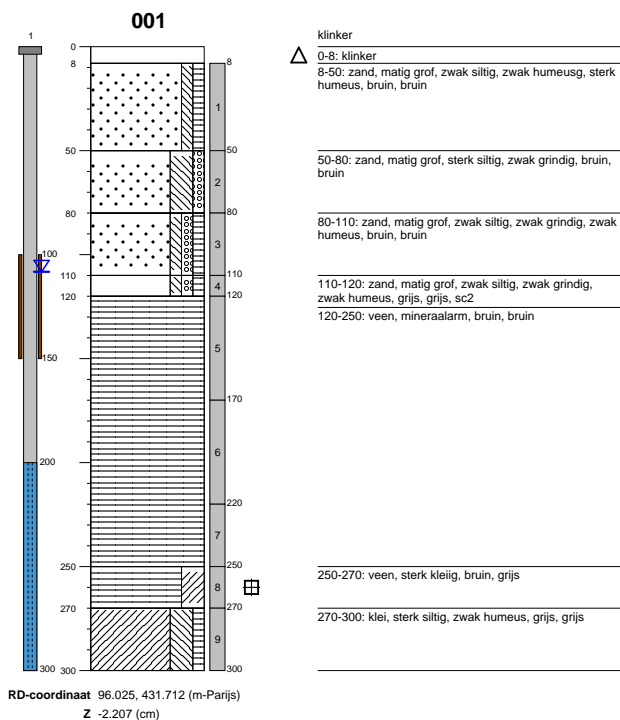 001
1
klinker
0
8
8
0-8: klinker
8-50: zand, matig grof, zwak siltig, zwak humeusg, sterk
humeus, bruin, bruin
1
50
50
50-80: zand, matig grof, sterk siltig, zwak grindig, bruin,
bruin
2
80
80
80-110: zand, matig grof, zwak siltig, zwak grindig, zwak
humeus, bruin, bruin
3
100
110
110
110-120: zand, matig grof, zwak siltig, zwak grindig,
zwak humeus, grijs, grijs, sc2
4
120
120
120-250: veen, mineraalarm, bruin, bruin
5
150
170
6
200
220
7
250
250
250-270: veen, sterk kleiig, bruin, grijs
8
270
270
270-300: klei, sterk siltig, zwak humeus, grijs, grijs
9
300
300
300
RD-coordinaat 96.025, 431.712 (m-Parijs)
Z -2.207 (cm)